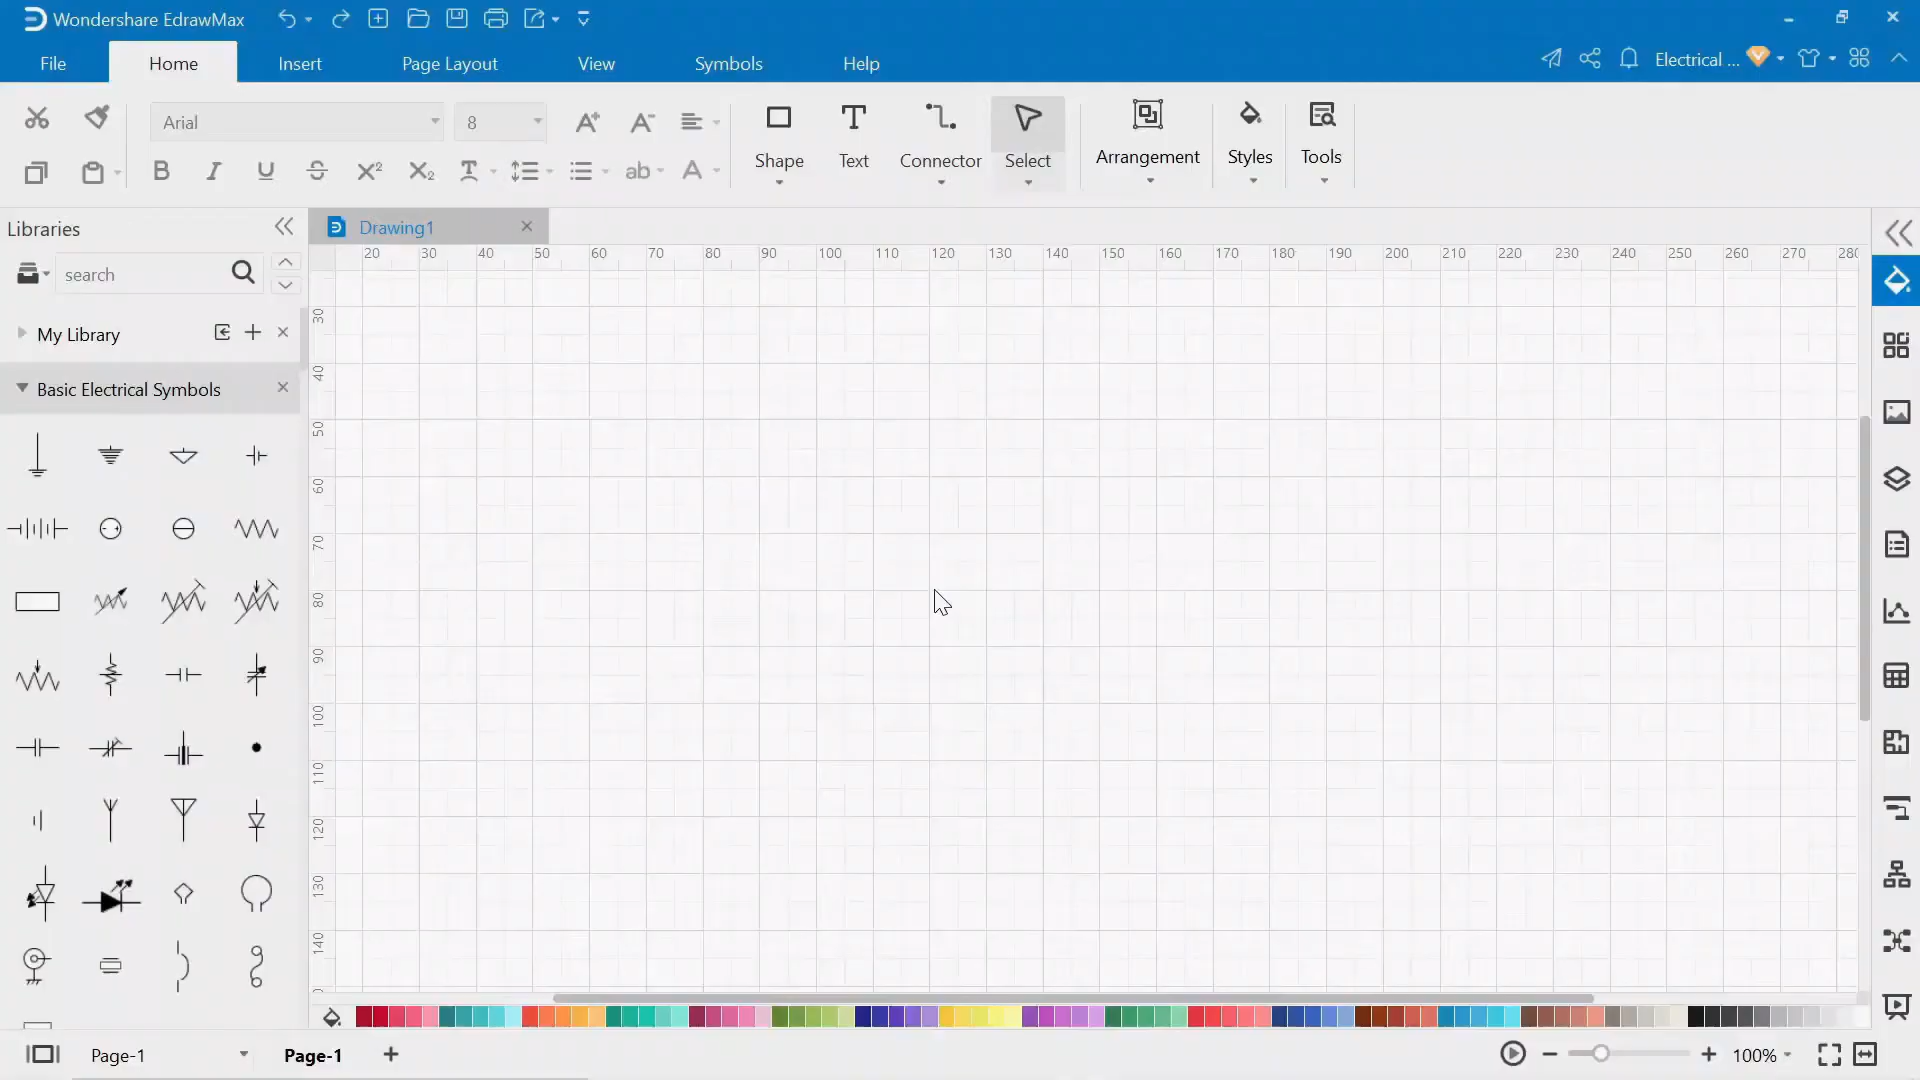 Wondershare EdrawMax
File Home Insert Page Layout View Symbols Help
Electrical ...
Arial 8
Shape Text Connector Select Arrangement Styles Tools
Libraries
Drawing1
search
20 30 40 50 60 70 80 90 100 110 120 130 140 150 160 170 180 190 200 210 220 230 240 250 260 270 280
My Library
Basic Electrical Symbols
30
40
50
60
70
80
90
100
110
120
130
140
Page-1 Page-1
100%